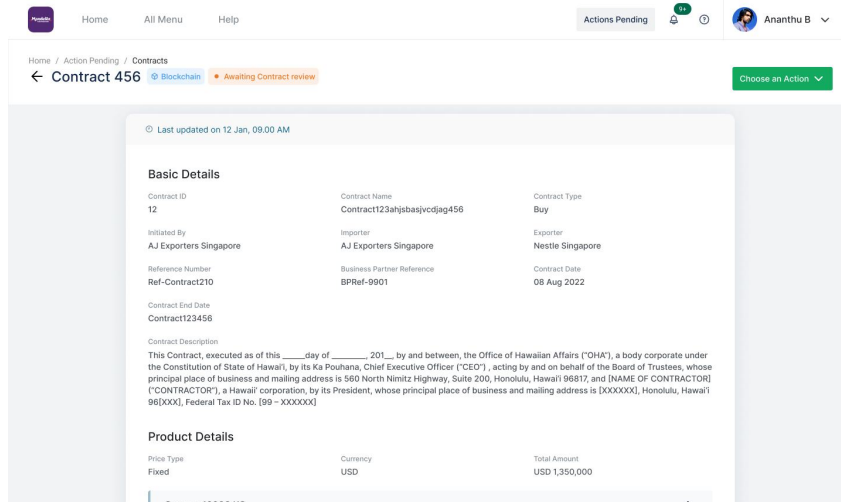 Mondelēz
Home
All Menu
Help
Actions Pending
9+
Ananthu B
Home / Action Pending / Contracts
Contract 456
Blockchain
Awaiting Contract review
Choose an Action
Last updated on 12 Jan, 09.00 AM
Basic Details
Contract ID
Contract Name
Contract Type
12
Contract123ahjsbasjvcdjag456
Buy
Initiated By
Importer
Exporter
AJ Exporters Singapore
AJ Exporters Singapore
Nestle Singapore
Reference Number
Business Partner Reference
Contract Date
Ref-Contract210
BPRef-9901
08 Aug 2022
Contract End Date
Contract123456
Contract Description
This Contract, executed as of this ______day of _________, 201__, by and between, the Office of Hawaiian Affairs (“OHA”), a body corporate under
the Constitution of State of Hawai'i, by its Ka Pouhana, Chief Executive Officer (“CEO”) , acting by and on behalf of the Board of Trustees, whose
principal place of business and mailing address is 560 North Nimitz Highway, Suite 200, Honolulu, Hawai'i 96817, and [NAME OF CONTRACTOR]
(“CONTRACTOR”), a Hawaii' corporation, by its President, whose principal place of business and mailing address is [XXXXXX], Honolulu, Hawai'i
96[XXX], Federal Tax ID No. [99 – XXXXXX]
Product Details
Price Type
Currency
Total Amount
Fixed
USD
USD 1,350,000